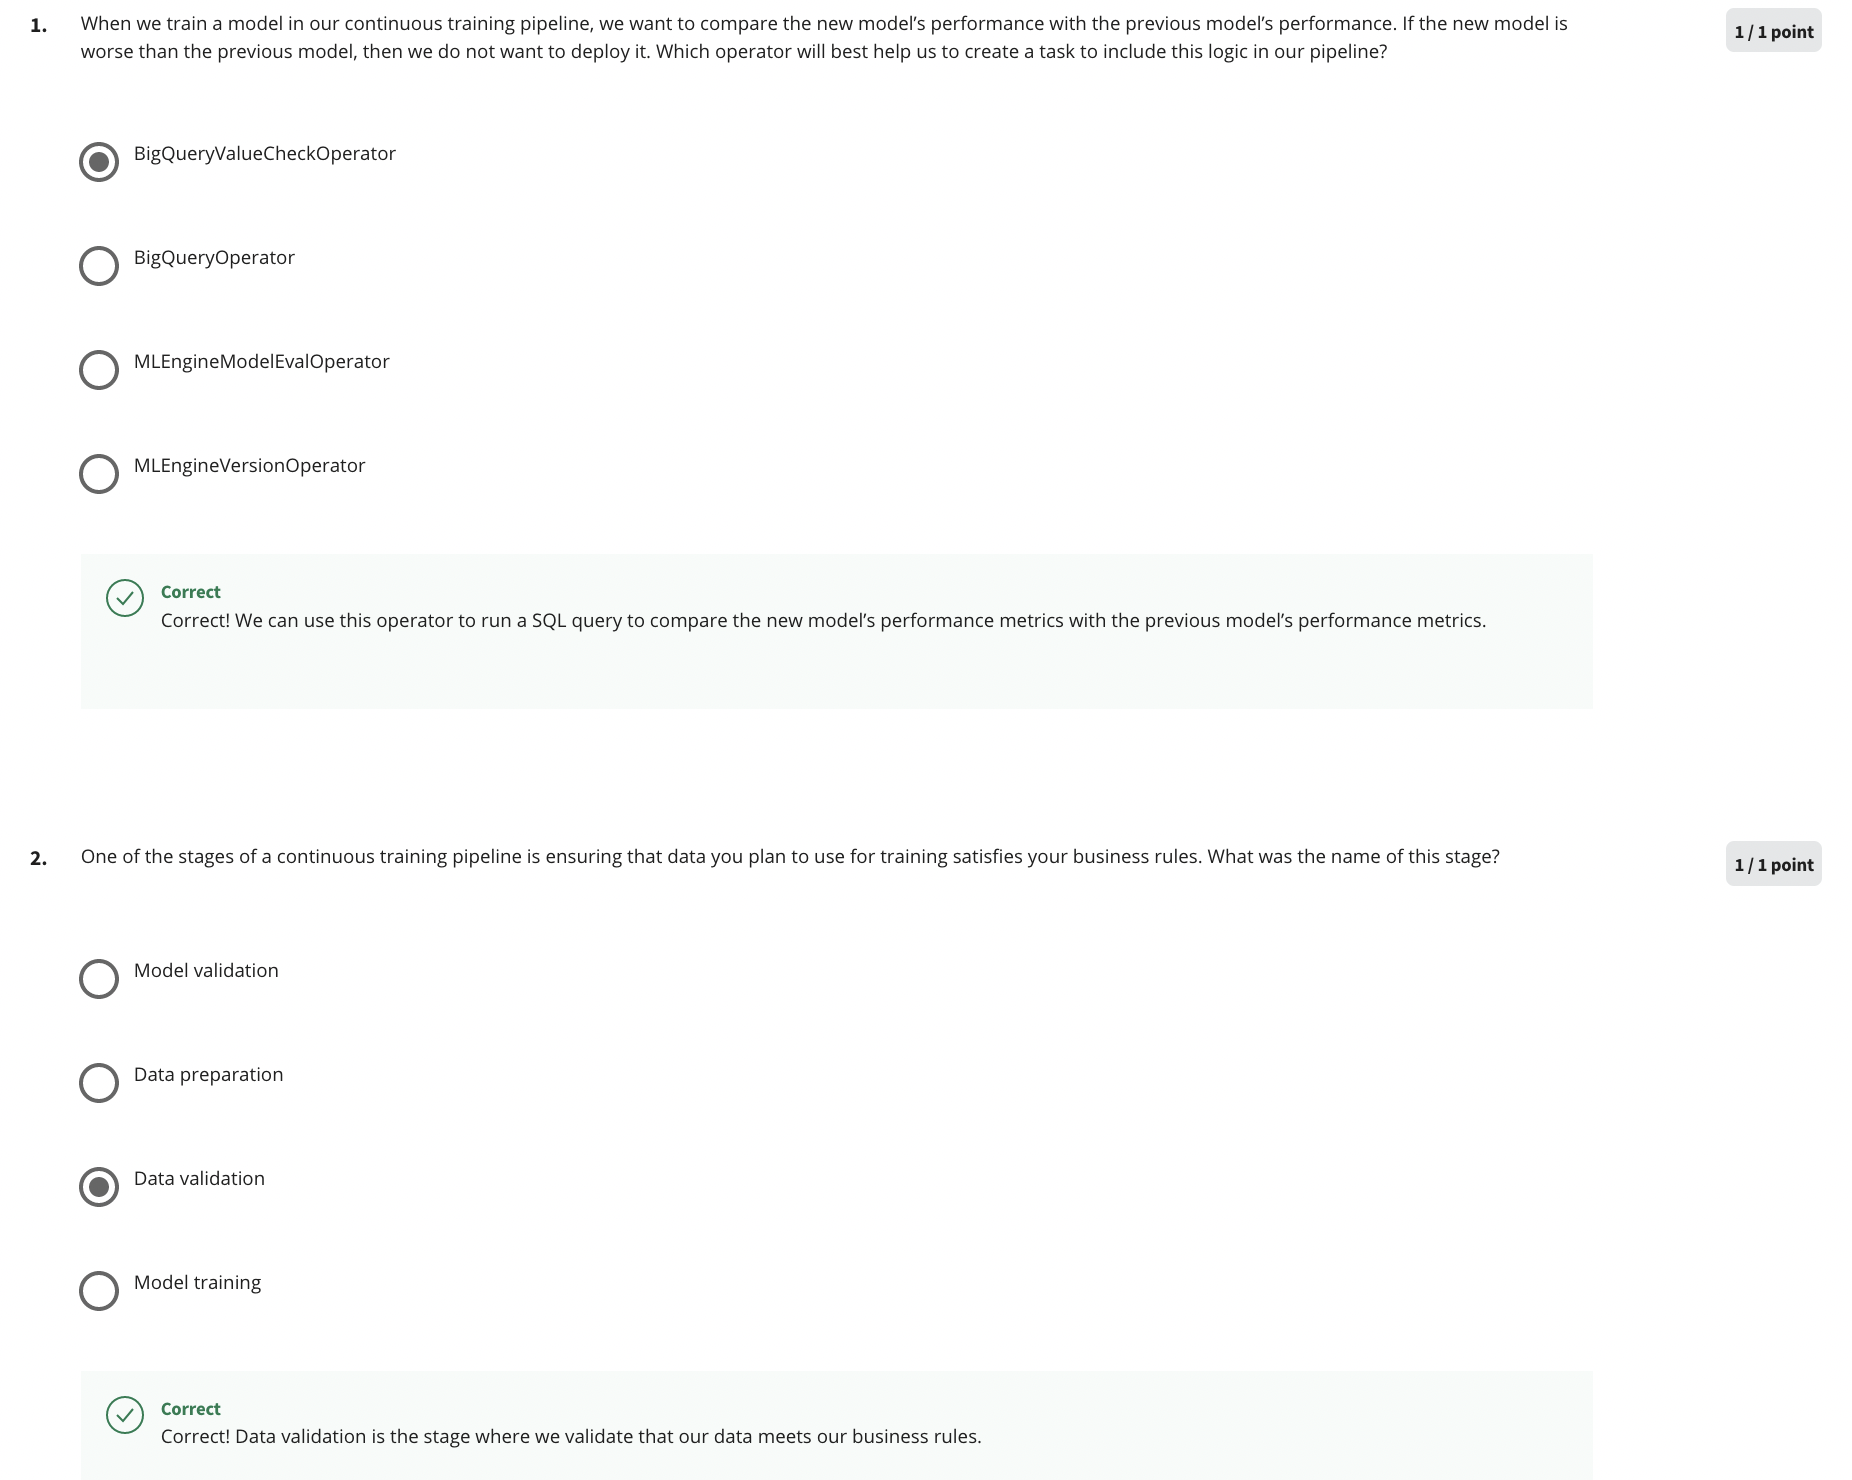 1.
When we train a model in our continuous training pipeline, we want to compare the new model’s performance with the previous model’s performance. If the new model is
worse than the previous model, then we do not want to deploy it. Which operator will best help us to create a task to include this logic in our pipeline?
1 / 1 point
BigQueryValueCheckOperator
BigQueryOperator
MLEngineModelEvalOperator
MLEngineVersionOperator
Correct
Correct! We can use this operator to run a SQL query to compare the new model’s performance metrics with the previous model’s performance metrics.
2.
One of the stages of a continuous training pipeline is ensuring that data you plan to use for training satisfies your business rules. What was the name of this stage?
1 / 1 point
Model validation
Data preparation
Data validation
Model training
Correct
Correct! Data validation is the stage where we validate that our data meets our business rules.